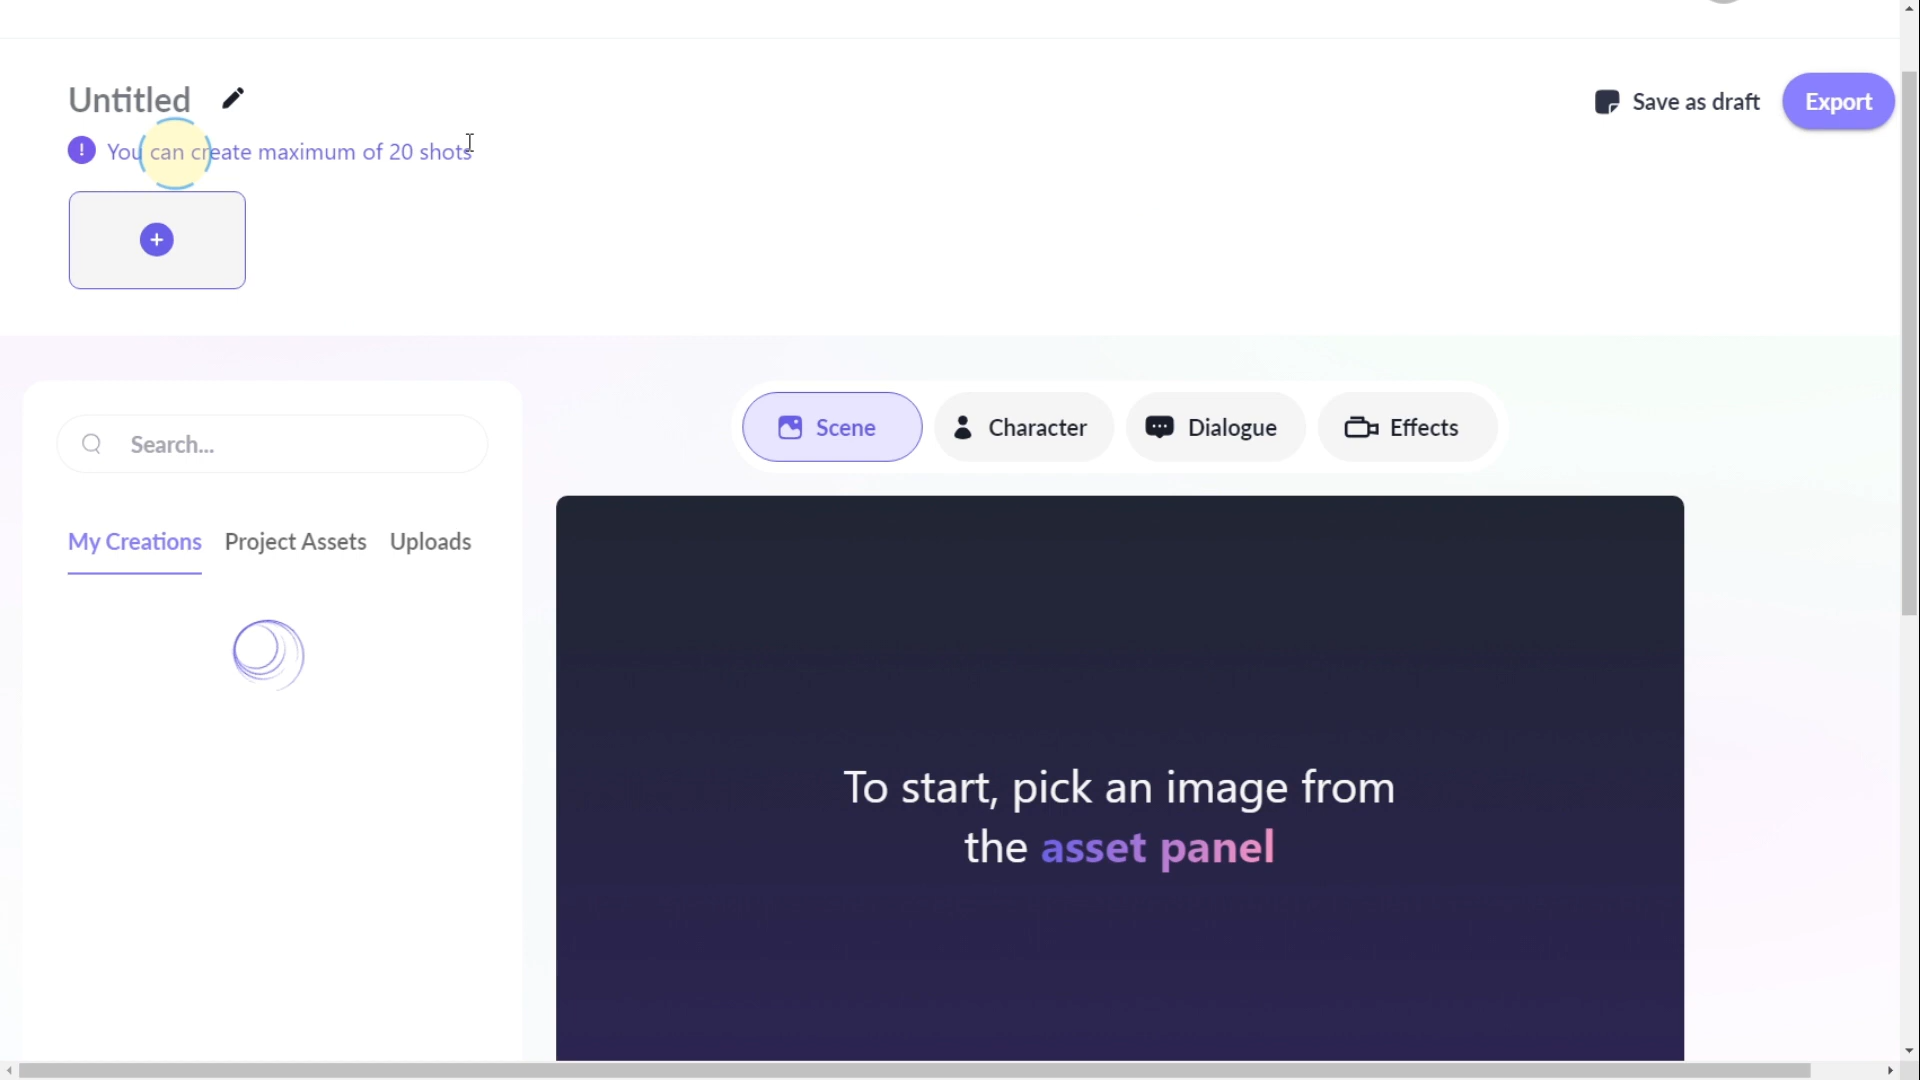 Untitled
Save as draft
Export
! You can create maximum of 20 shots
+
Search...
Scene
Character
Dialogue
Effects
My Creations
Project Assets
Uploads
To start, pick an image from
the asset panel